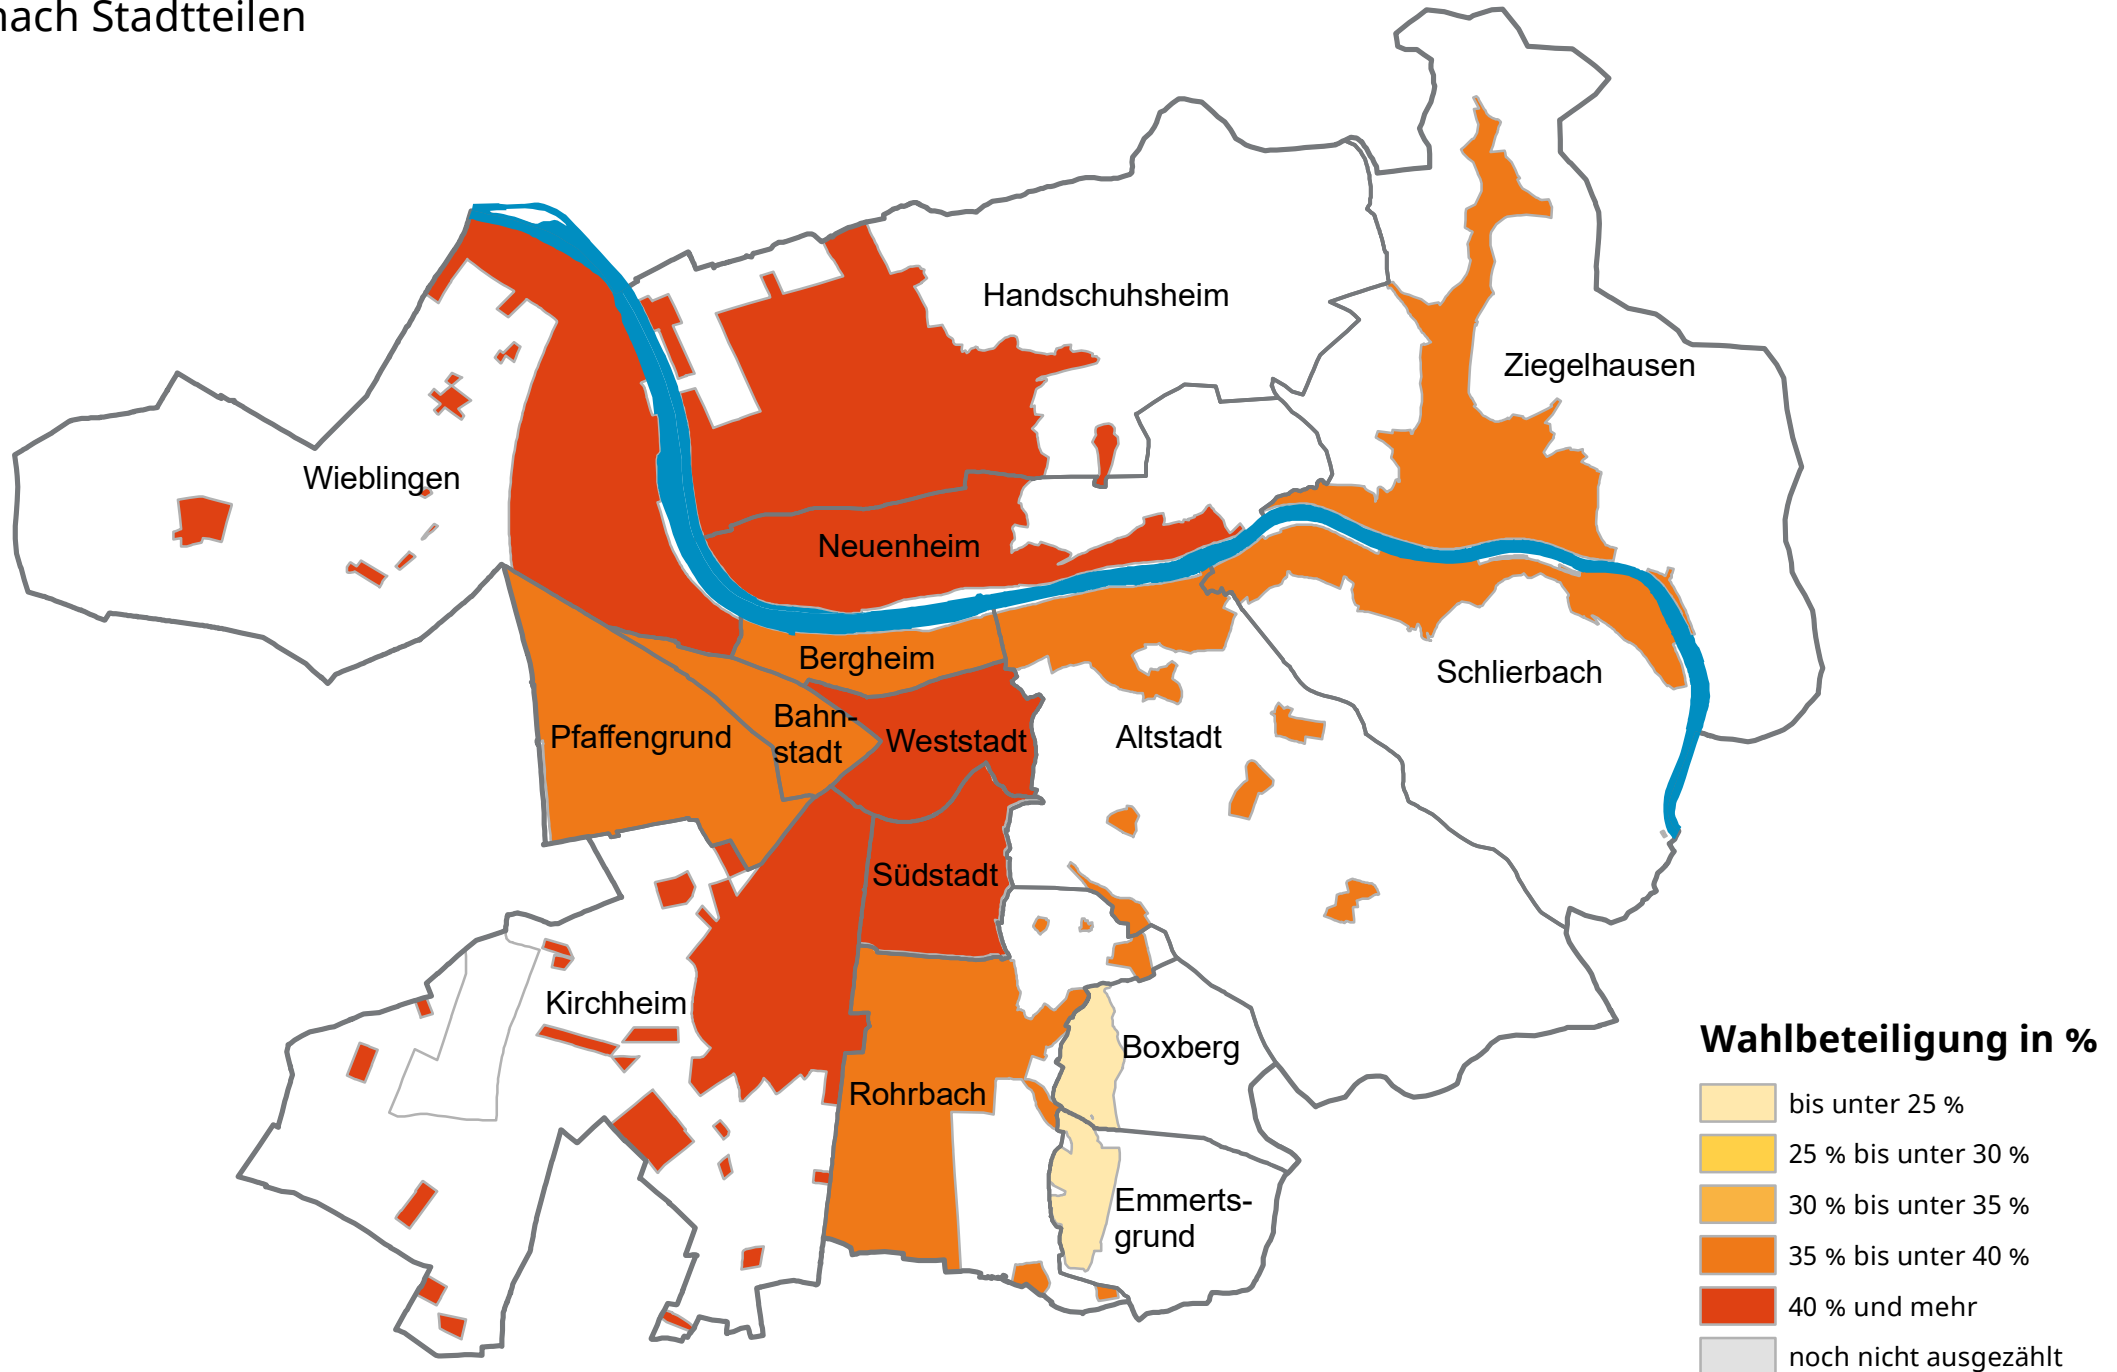 nach Stadtteilen
Handschuhsheim
Ziegelhausen
Wieblingen
Neuenheim
Bergheim
Schlierbach
Bahn-
stadt
Pfaffengrund
Weststadt
Altstadt
Südstadt
Kirchheim
Boxberg
Rohrbach
Emmerts-
grund
Wahlbeteiligung in %
bis unter 25 %
25 % bis unter 30 %
30 % bis unter 35 %
35 % bis unter 40 %
40 % und mehr
noch nicht ausgezählt